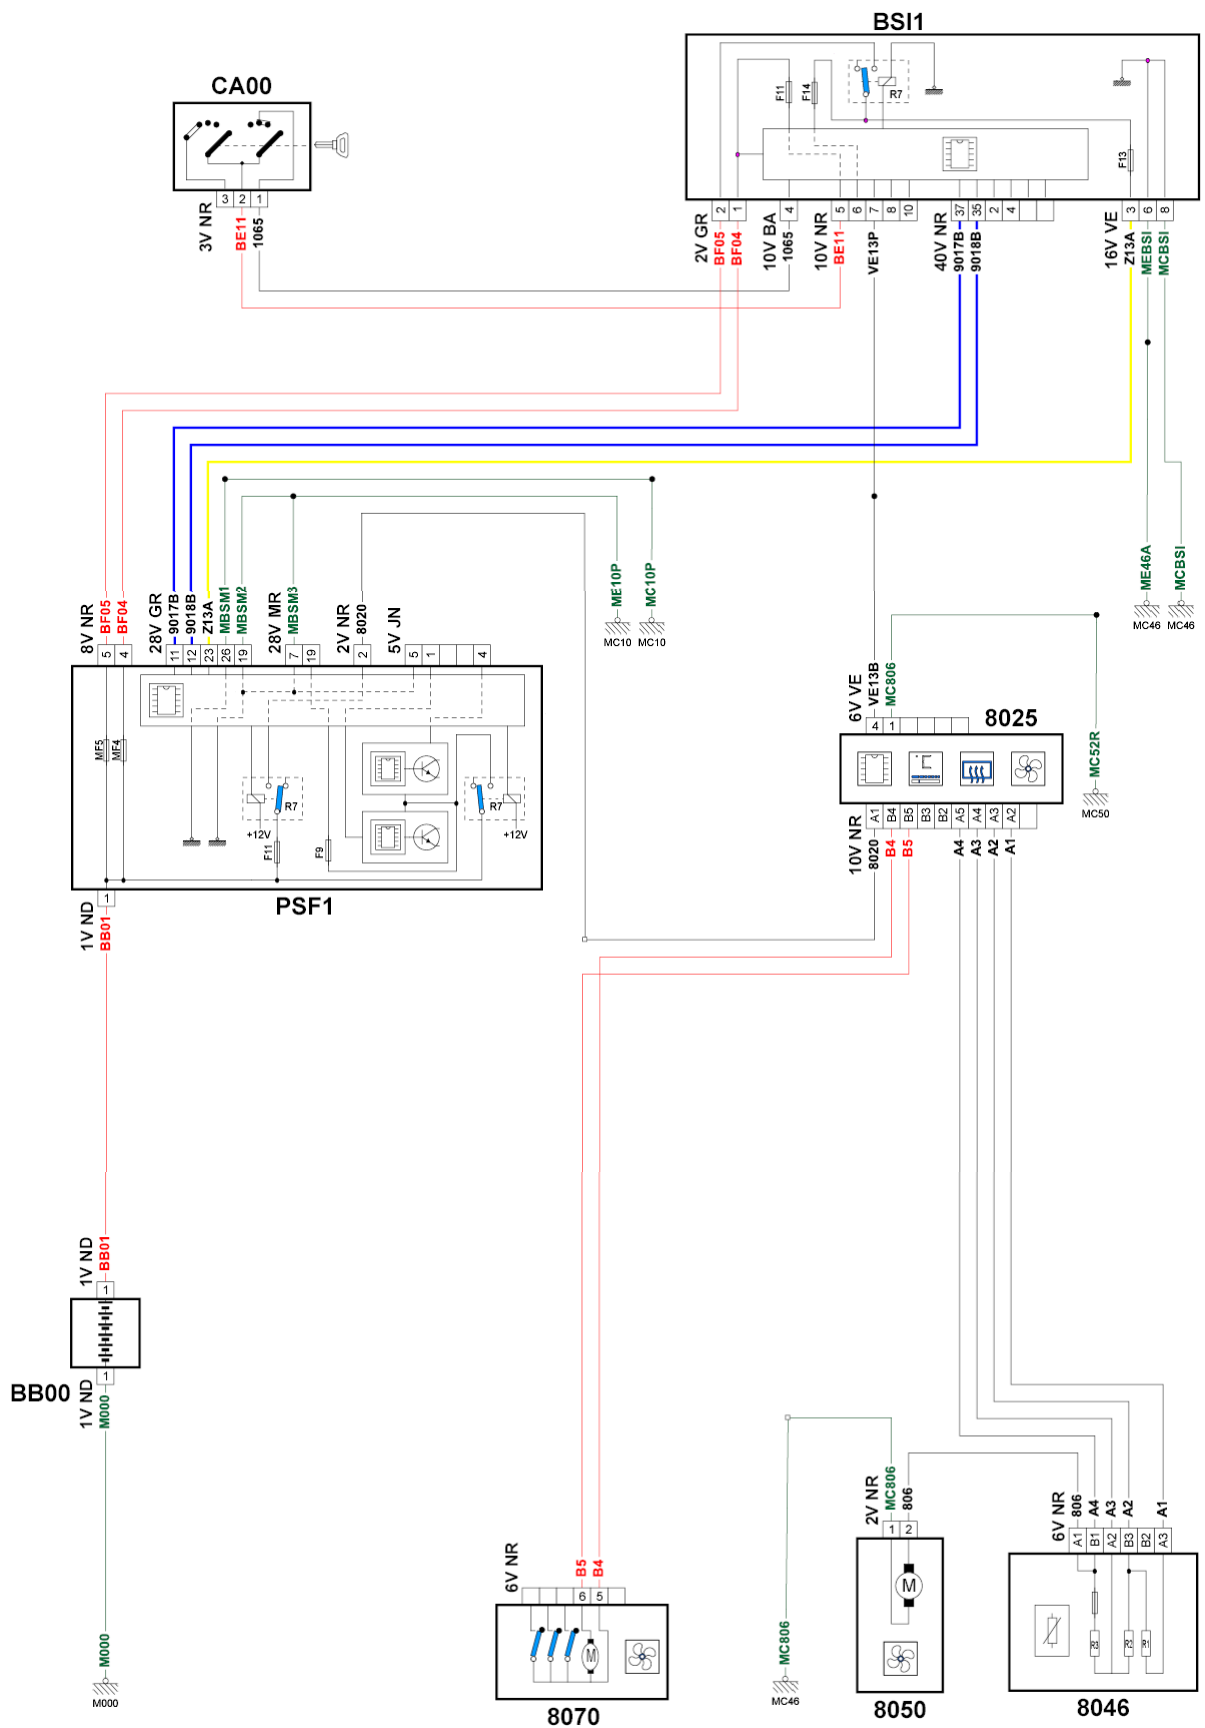 BSI1
CA00
F11
F14
R7
F13
3 2 1
3V NR
BE11
1065
2 1 4 5 6 7 8 10 37 35 2 4 3 6 8
2V GR
BF05
BF04
10V BA
1065
10V NR
BE11
VE13P
40V NR
9017B
9018B
16V VE
Z13A
MEBSI
MCBSI
8V NR
BF05
BF04
28V GR
9017B
9018B
Z13A
MBSM1
MBSM2
28V MR
MBSM3
2V NR
8020
5V JN
ME10P
MC10P
MC10
MC10
ME46A
MCBSI
MC46
MC46
5 4 11 12 23 26 19 7 19 2 5 1 4
MF5
MF4
R7
+12V
F11
F9
R7
+12V
PSF1
1
1V ND
BB01
6V VE
VE13B
MC806
4 1
8025
MC52R
MC50
A1 B4 B5 B3 B2 A5 A4 A3 A2
10V NR
8020
B4
B5
A4
A3
A2
A1
1V ND
BB01
1
BB00
1
1V ND
M000
M000
M000
6V NR
B5
B4
6 5
M
8070
MC806
MC46
2V NR
MC806
806
1 2
M
8050
6V NR
806
A4
A3
A2
A1
A1 B1 A2 B3 B2 A3
R3
R2
R1
8046